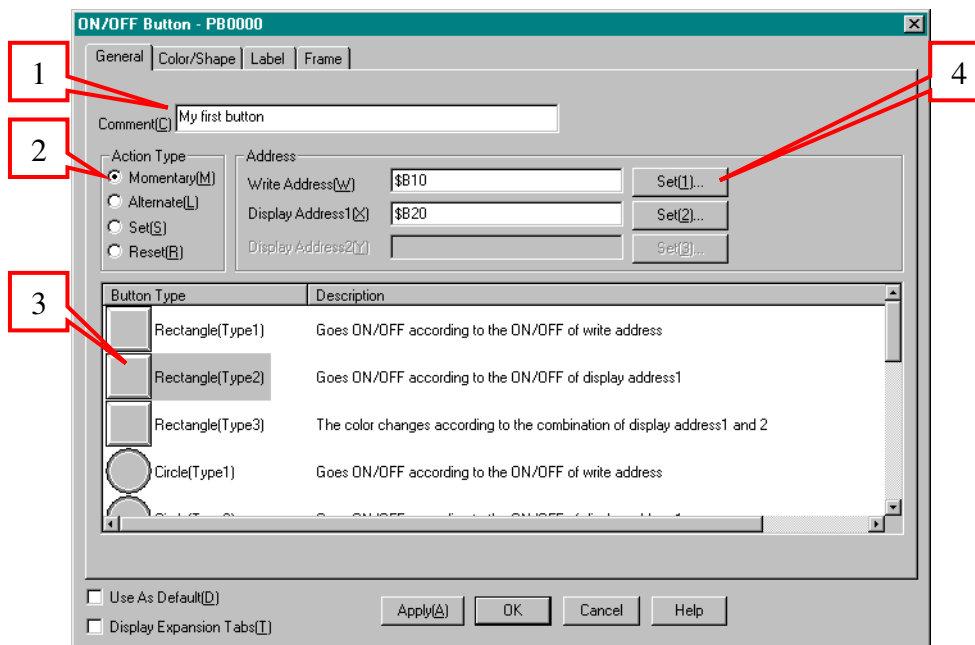 ON/OFF Button - PB0000
General Color/Shape Label Frame
1
4
Comment(C) My first button
2
Action Type
Address
Momentary(M)
Write Address(W) $B10 Set(1)...
Alternate(L)
Display Address1(X) $B20 Set(2)...
Set(S)
Display Address2(Y) Set(3)...
Reset(R)
3
Button Type Description
Rectangle(Type1) Goes ON/OFF according to the ON/OFF of write address
Rectangle(Type2) Goes ON/OFF according to the ON/OFF of display address1
Rectangle(Type3) The color changes according to the combination of display address1 and 2
Circle(Type1) Goes ON/OFF according to the ON/OFF of write address
Use As Default(D)
Apply(A) OK Cancel Help
Display Expansion Tabs(T)